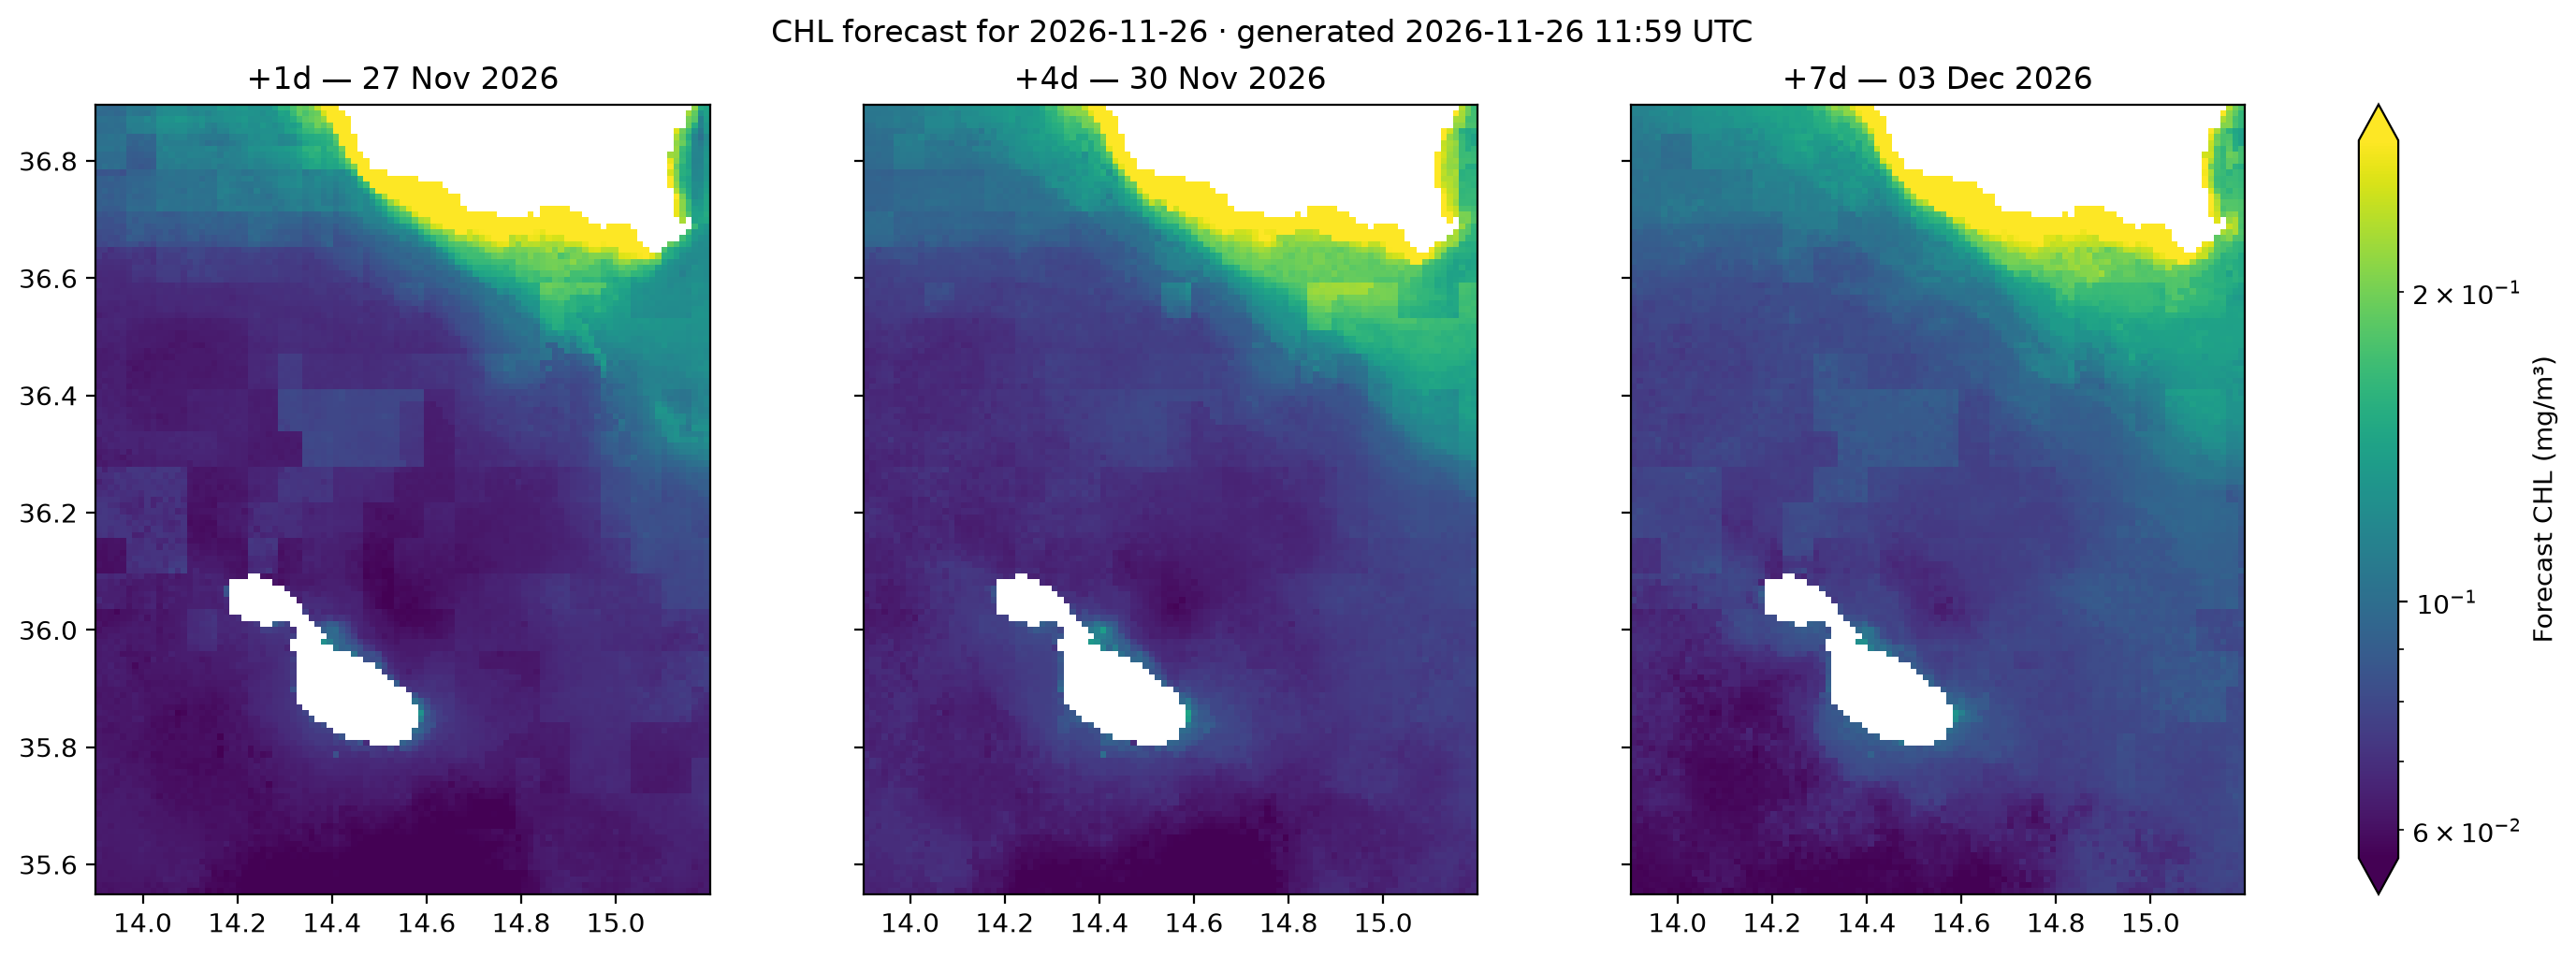 CHL forecast for 2026-11-26 · generated 2026-11-26 11:59 UTC
+1d — 27 Nov 2026
+4d — 30 Nov 2026
+7d — 03 Dec 2026
36.8
36.6
36.4
36.2
36.0
35.8
35.6
14.0 14.2 14.4 14.6 14.8 15.0
14.0 14.2 14.4 14.6 14.8 15.0
14.0 14.2 14.4 14.6 14.8 15.0
2 × 10⁻¹
10⁻¹
6 × 10⁻²
Forecast CHL (mg/m³)